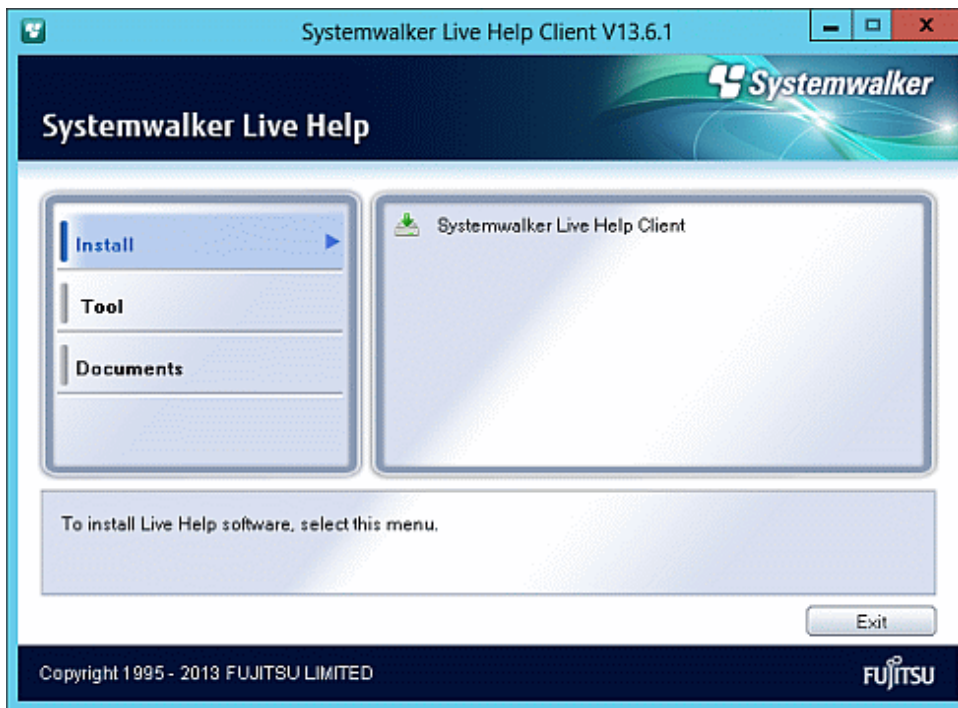 Systemwalker Live Help Client V13.6.1
Systemwalker
Systemwalker Live Help
Install
Tool
Documents
Systemwalker Live Help Client
To install Live Help software, select this menu.
Exit
Copyright 1995 - 2013 FUJITSU LIMITED
FUJITSU